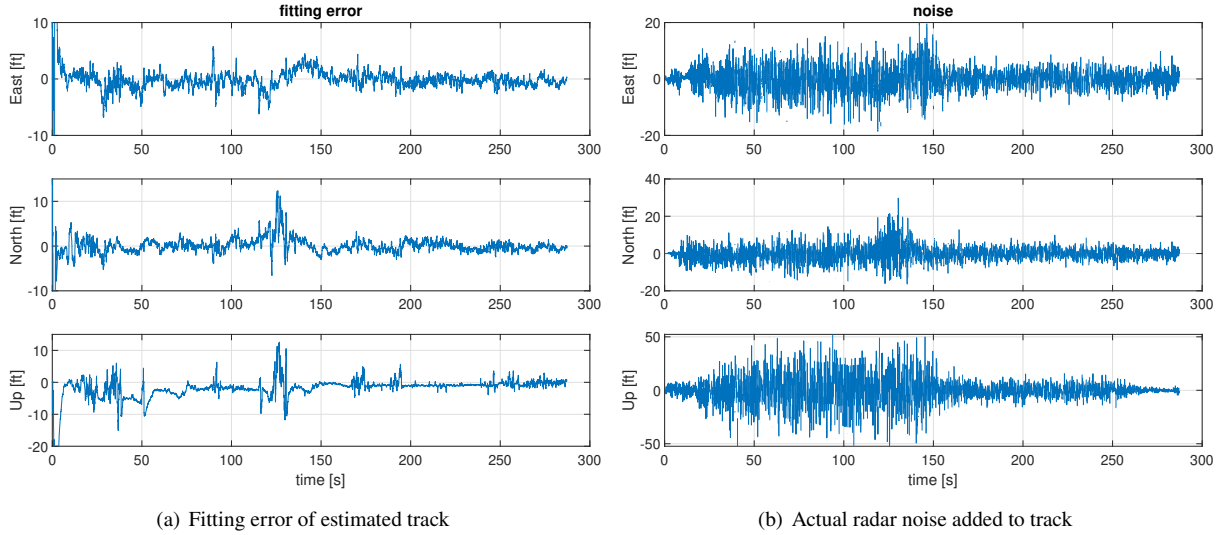 fitting error
10
0
-10
East [ft]
0 50 100 150 200 250 300
10
0
-10
North [ft]
0 50 100 150 200 250 300
10
0
-10
-20
Up [ft]
0 50 100 150 200 250 300
time [s]
(a) Fitting error of estimated track
noise
20
0
-20
East [ft]
0 50 100 150 200 250 300
40
20
0
-20
North [ft]
0 50 100 150 200 250 300
50
0
-50
Up [ft]
0 50 100 150 200 250 300
time [s]
(b) Actual radar noise added to track